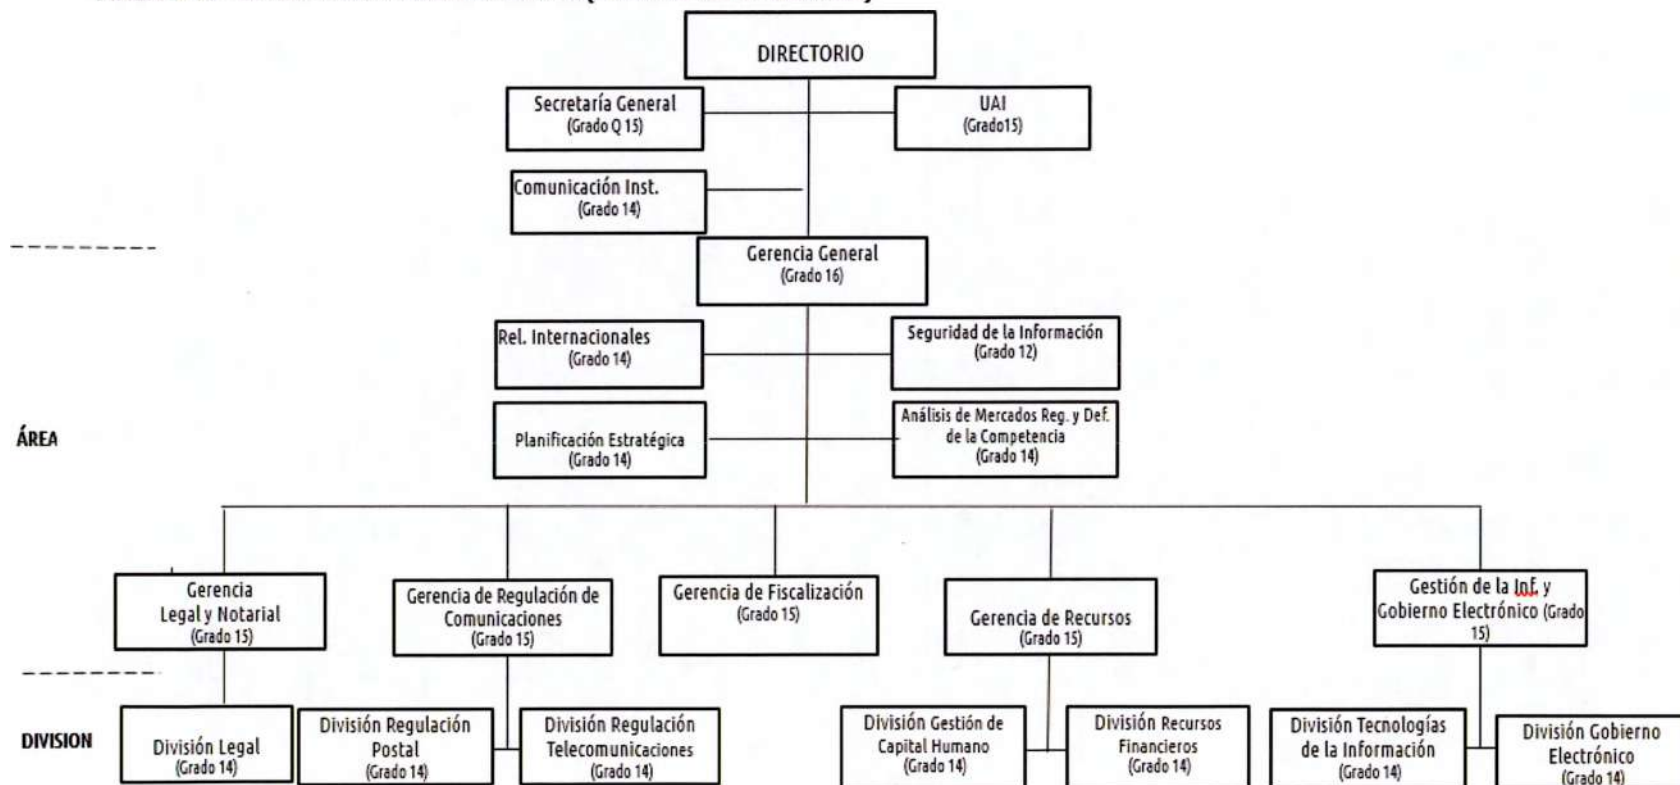 DIRECTORIO
Secretaría General
(Grado Q 15)
UAI
(Grado15)
Comunicación Inst.
(Grado 14)
Gerencia General
(Grado 16)
Rel. Internacionales
(Grado 14)
Seguridad de la Información
(Grado 12)
ÁREA
Planificación Estratégica
(Grado 14)
Análisis de Mercados Reg. y Def.
de la Competencia
(Grado 14)
Gerencia
Legal y Notarial
(Grado 15)
Gerencia de Regulación de
Comunicaciones
(Grado 15)
Gerencia de Fiscalización
(Grado 15)
Gerencia de Recursos
(Grado 15)
Gestión de la Inf. y
Gobierno Electrónico (Grado
15)
DIVISION
División Legal
(Grado 14)
División Regulación
Postal
(Grado 14)
División Regulación
Telecomunicaciones
(Grado 14)
División Gestión de
Capital Humano
(Grado 14)
División Recursos
Financieros
(Grado 14)
División Tecnologías
de la Información
(Grado 14)
División Gobierno
Electrónico
(Grado 14)